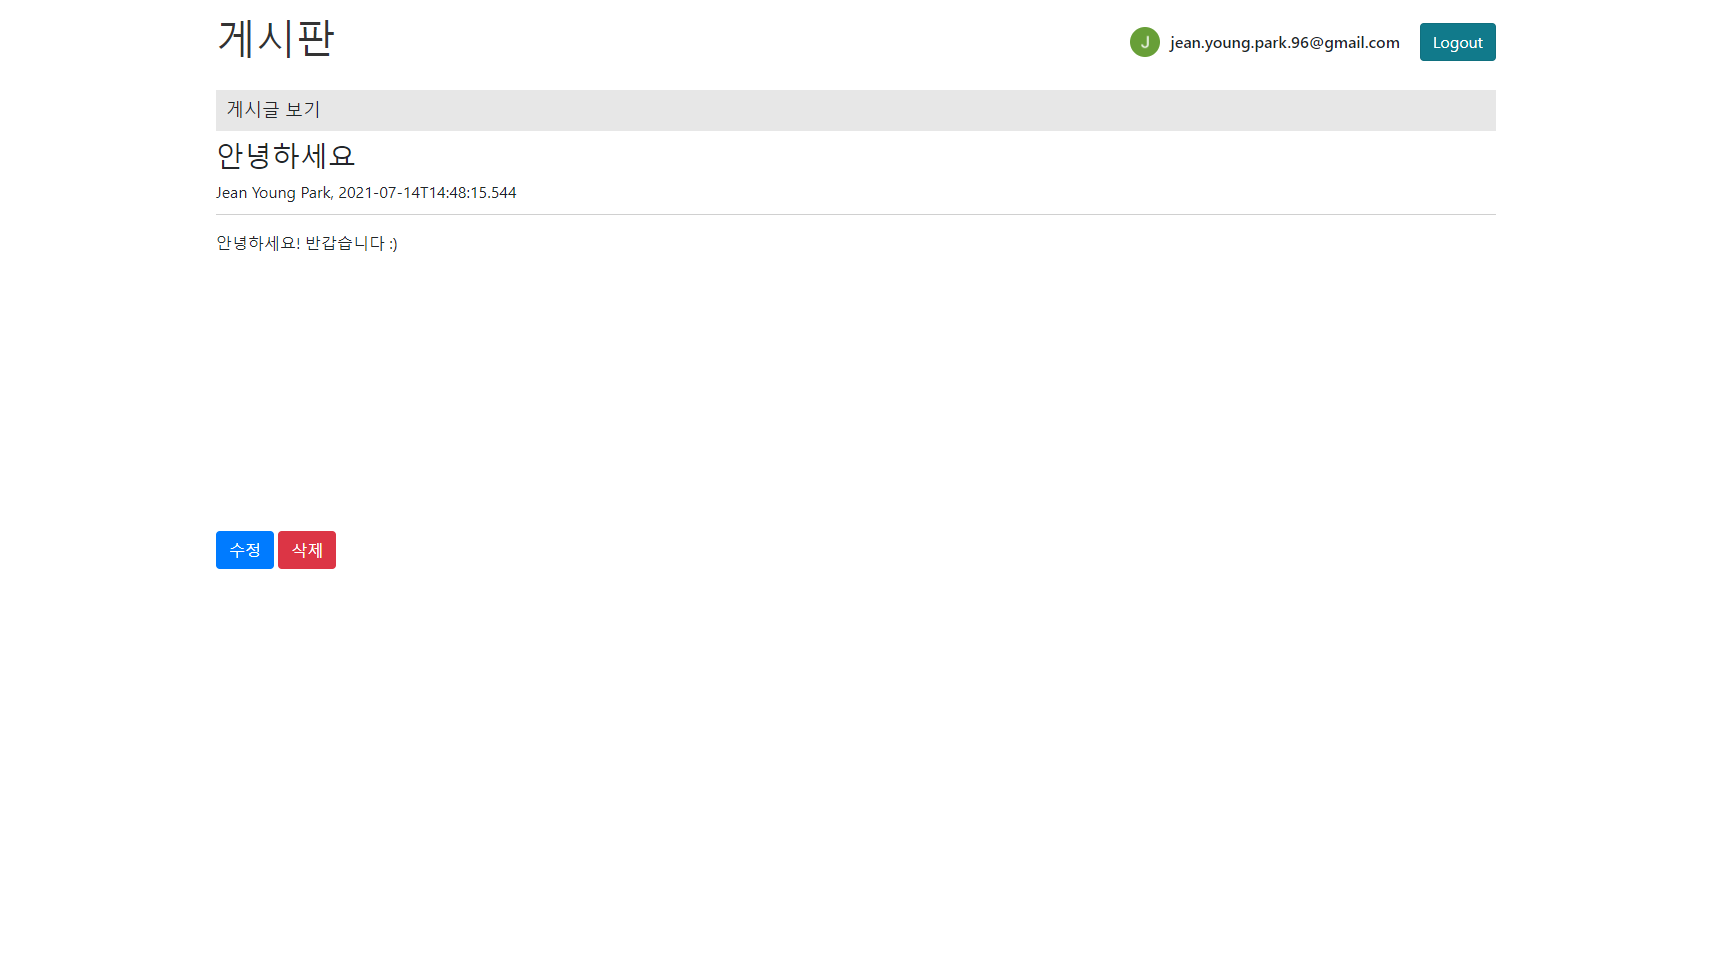 게시판
J jean.young.park.96@gmail.com Logout
게시글 보기
안녕하세요
Jean Young Park, 2021-07-14T14:48:15.544
안녕하세요! 반갑습니다 :)
수정 삭제